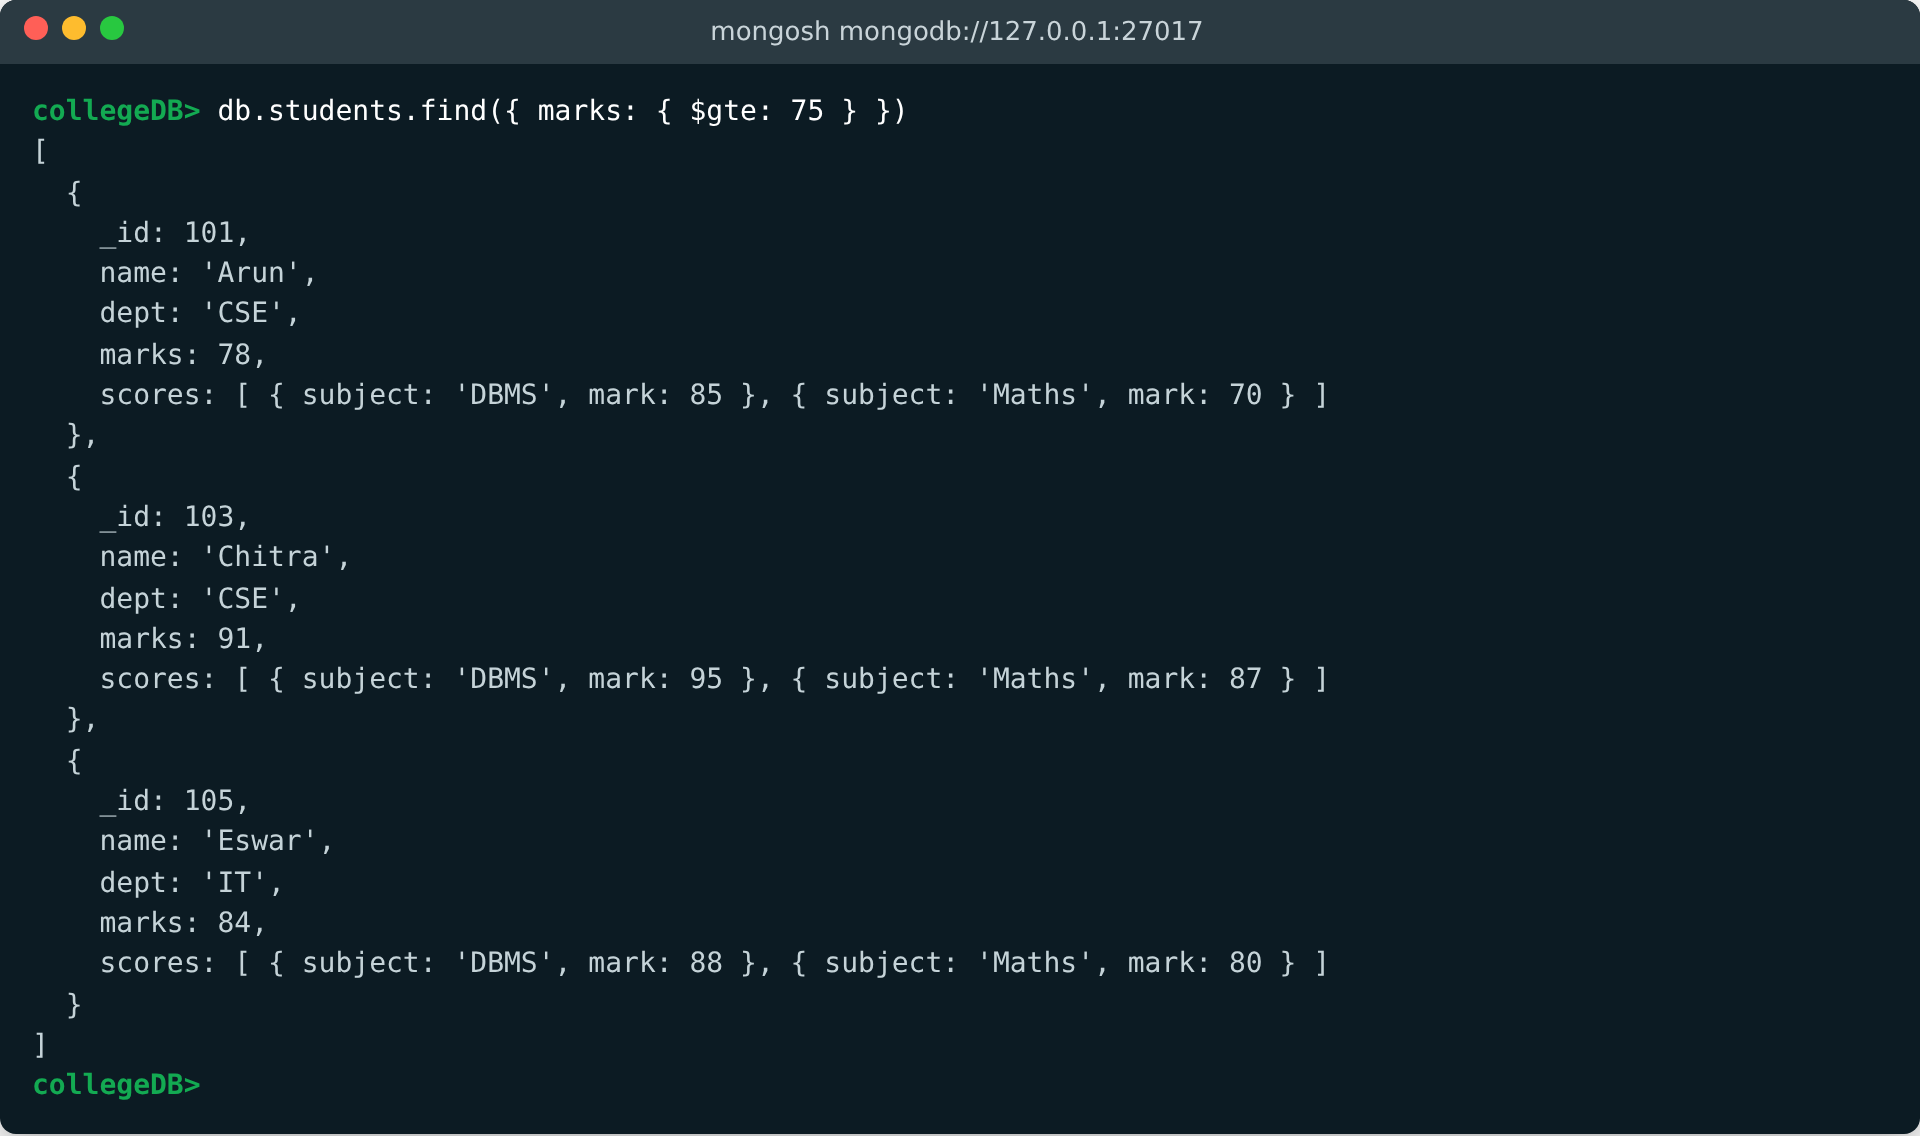 mongosh mongodb://127.0.0.1:27017
collegeDB> db.students.find({ marks: { $gte: 75 } })
[
  {
    _id: 101,
    name: 'Arun',
    dept: 'CSE',
    marks: 78,
    scores: [ { subject: 'DBMS', mark: 85 }, { subject: 'Maths', mark: 70 } ]
  },
  {
    _id: 103,
    name: 'Chitra',
    dept: 'CSE',
    marks: 91,
    scores: [ { subject: 'DBMS', mark: 95 }, { subject: 'Maths', mark: 87 } ]
  },
  {
    _id: 105,
    name: 'Eswar',
    dept: 'IT',
    marks: 84,
    scores: [ { subject: 'DBMS', mark: 88 }, { subject: 'Maths', mark: 80 } ]
  }
]
collegeDB>